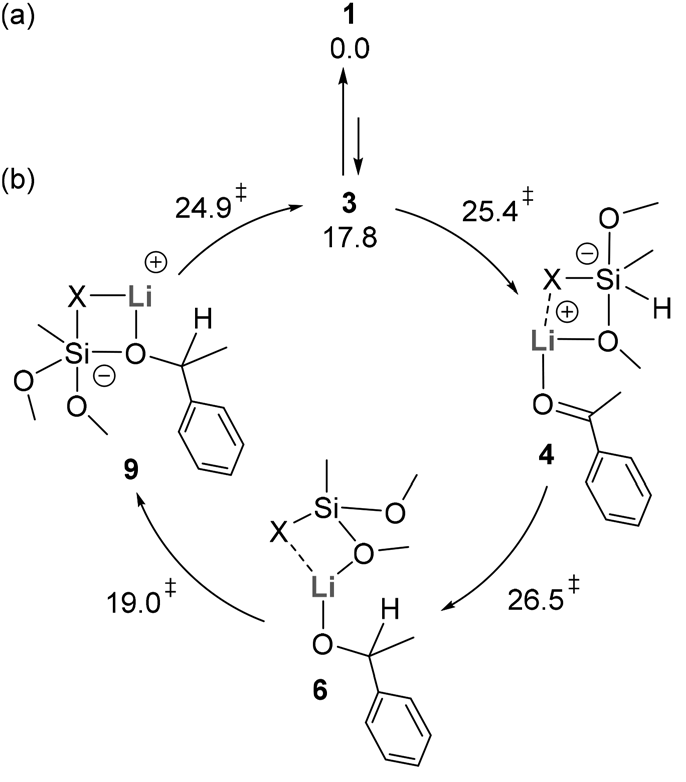 (a)
1
0.0
(b)
24.9‡
3
17.8
25.4‡
⊕
X
Li
H
Si
O
⊖
O
O
9
O
⊖
X
Si
⊕
H
Li
O
O
4
Si
X
O
O
Li
H
O
6
19.0‡
26.5‡